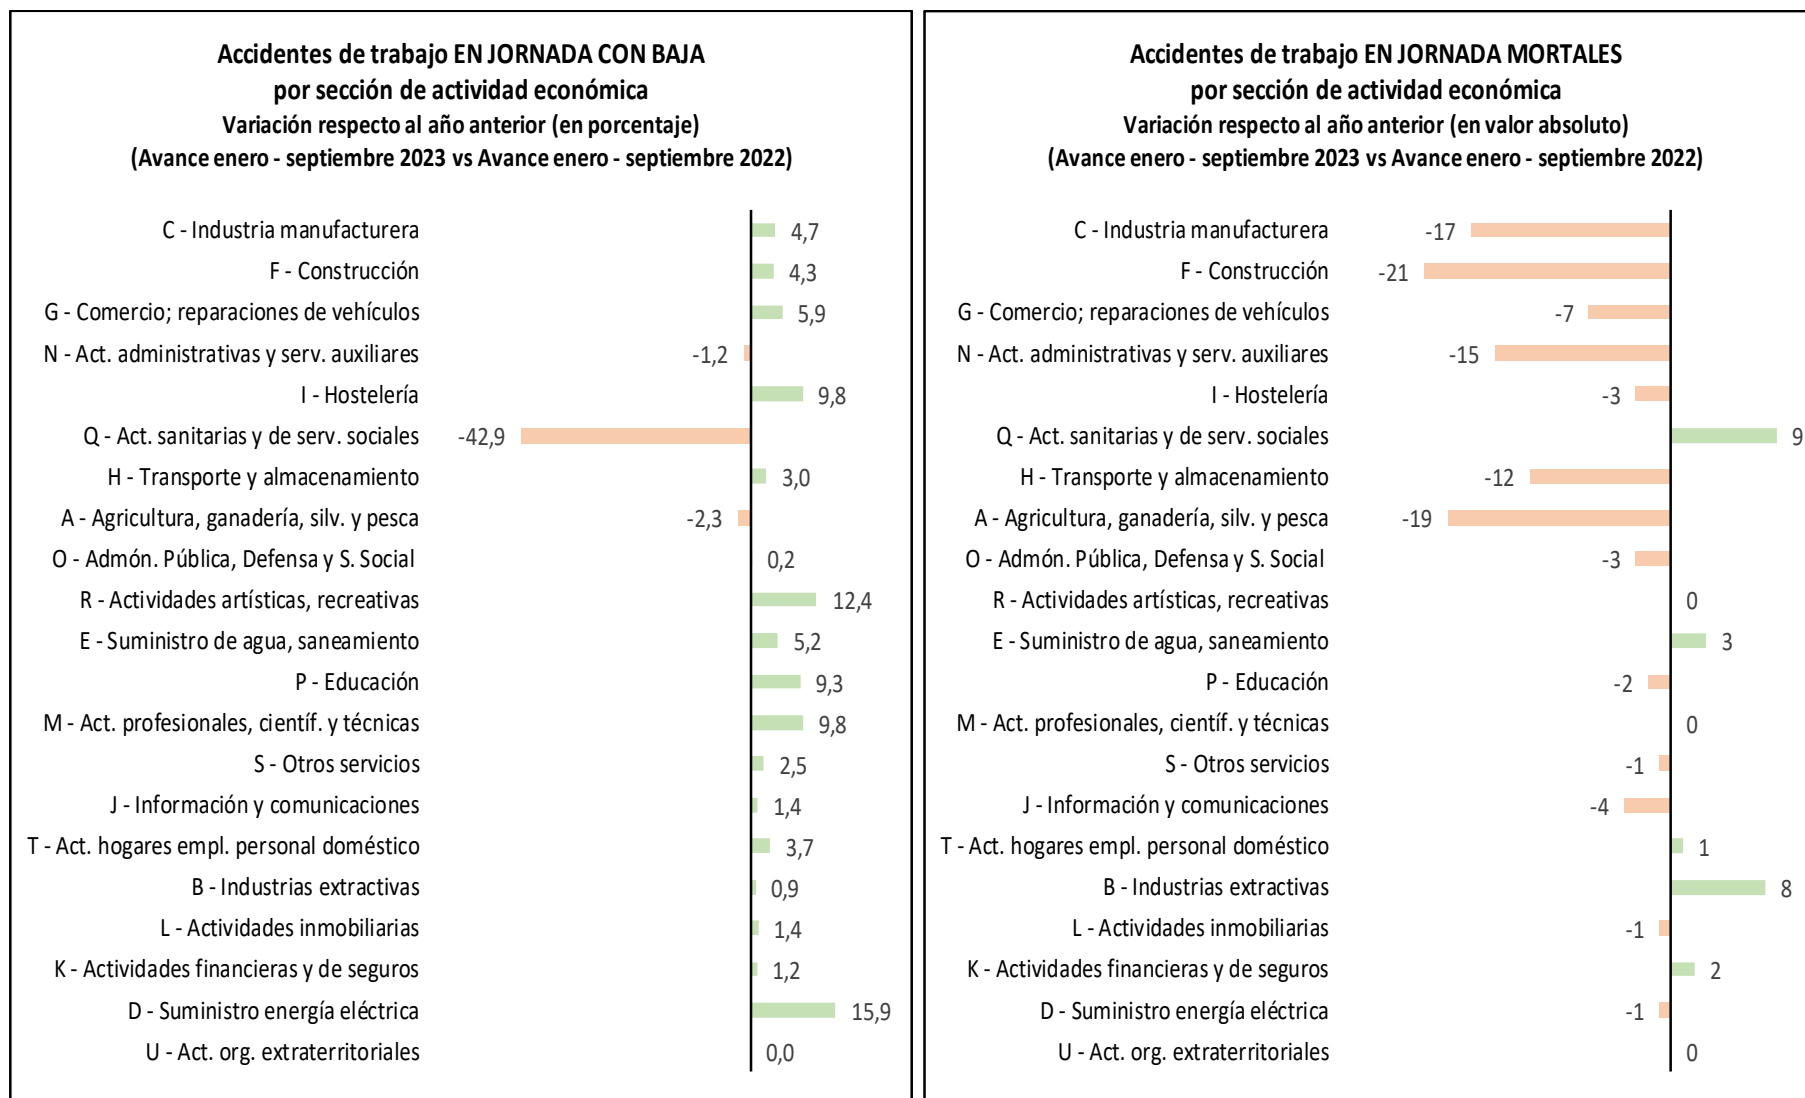 Accidentes de trabajo EN JORNADA CON BAJA
por sección de actividad económica
Variación respecto al año anterior (en porcentaje)
(Avance enero - septiembre 2023 vs Avance enero - septiembre 2022)
C - Industria manufacturera 4,7
F - Construcción 4,3
G - Comercio; reparaciones de vehículos 5,9
N - Act. administrativas y serv. auxiliares -1,2
I - Hostelería 9,8
Q - Act. sanitarias y de serv. sociales -42,9
H - Transporte y almacenamiento 3,0
A - Agricultura, ganadería, silv. y pesca -2,3
O - Admón. Pública, Defensa y S. Social 0,2
R - Actividades artísticas, recreativas 12,4
E - Suministro de agua, saneamiento 5,2
P - Educación 9,3
M - Act. profesionales, científ. y técnicas 9,8
S - Otros servicios 2,5
J - Información y comunicaciones 1,4
T - Act. hogares empl. personal doméstico 3,7
B - Industrias extractivas 0,9
L - Actividades inmobiliarias 1,4
K - Actividades financieras y de seguros 1,2
D - Suministro energía eléctrica 15,9
U - Act. org. extraterritoriales 0,0
Accidentes de trabajo EN JORNADA MORTALES
por sección de actividad económica
Variación respecto al año anterior (en valor absoluto)
(Avance enero - septiembre 2023 vs Avance enero - septiembre 2022)
C - Industria manufacturera -17
F - Construcción -21
G - Comercio; reparaciones de vehículos -7
N - Act. administrativas y serv. auxiliares -15
I - Hostelería -3
Q - Act. sanitarias y de serv. sociales 9
H - Transporte y almacenamiento -12
A - Agricultura, ganadería, silv. y pesca -19
O - Admón. Pública, Defensa y S. Social -3
R - Actividades artísticas, recreativas 0
E - Suministro de agua, saneamiento 3
P - Educación -2
M - Act. profesionales, científ. y técnicas 0
S - Otros servicios -1
J - Información y comunicaciones -4
T - Act. hogares empl. personal doméstico 1
B - Industrias extractivas 8
L - Actividades inmobiliarias -1
K - Actividades financieras y de seguros 2
D - Suministro energía eléctrica -1
U - Act. org. extraterritoriales 0